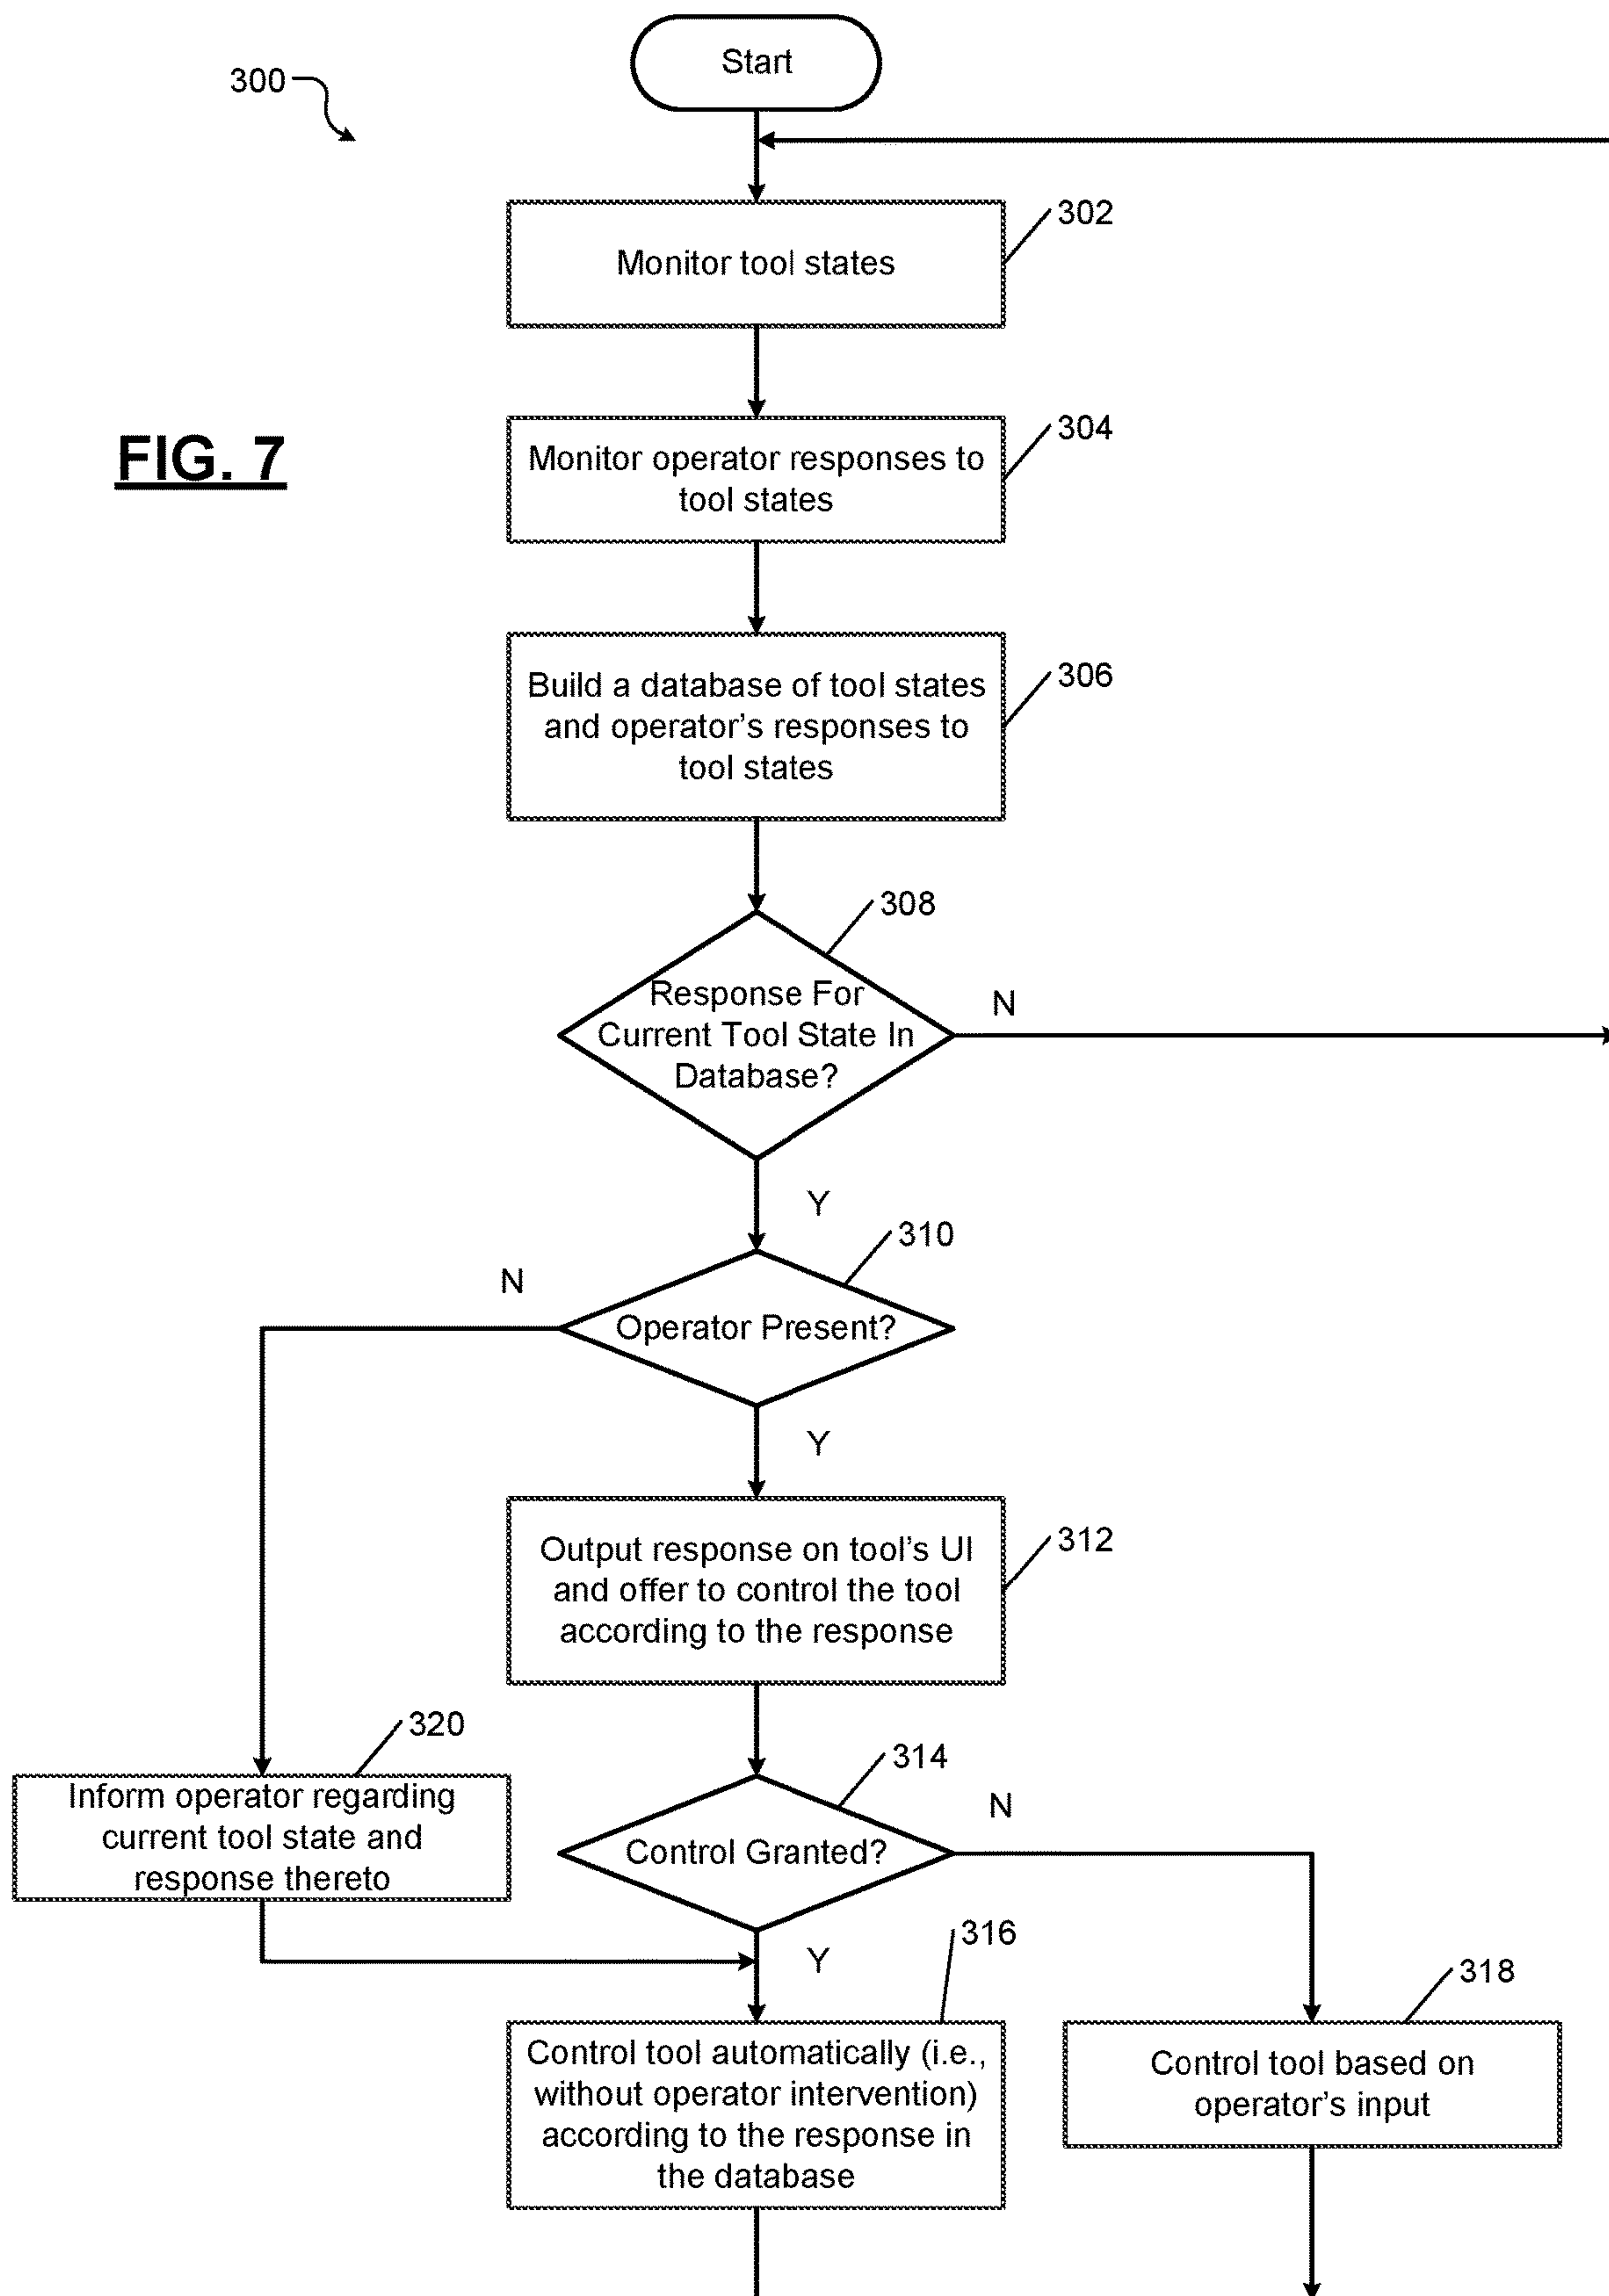 Start
300
302
Monitor tool states
304
Monitor operator responses to
tool states
FIG. 7
306
Build a database of tool states
and operator's responses to
tool states
308
Response For
Current Tool State In
Database?
N
Y
310
N
Operator Present?
Y
312
Output response on tool's UI
and offer to control the tool
according to the response
320
Inform operator regarding
current tool state and
response thereto
314
N
Control Granted?
Y
316
318
Control tool automatically (i.e.,
without operator intervention)
according to the response in
the database
Control tool based on
operator's input